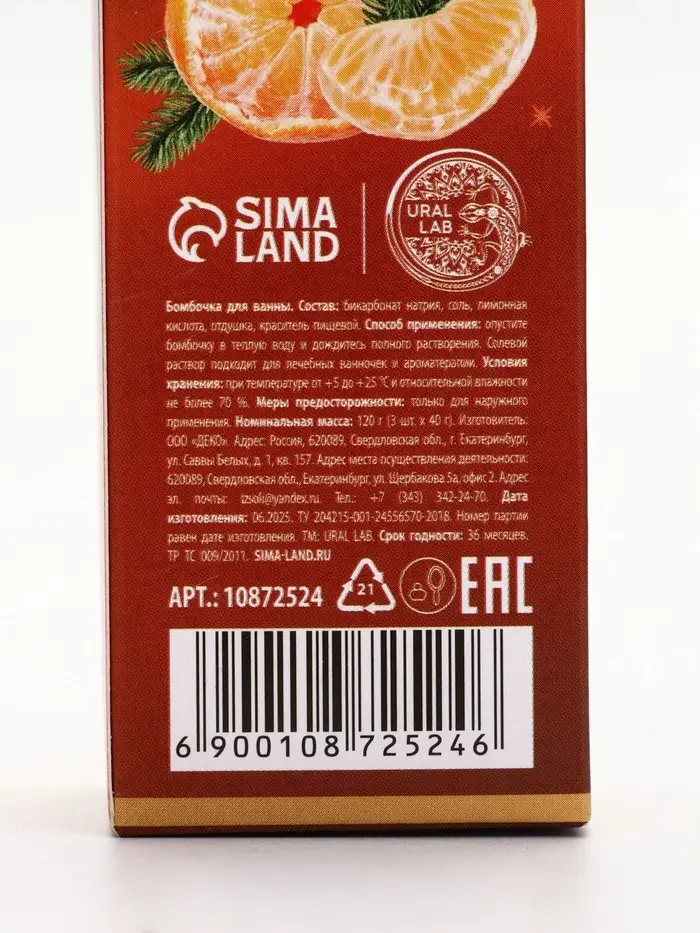 SIMA
LAND
URAL
LAB
Бомбочка для ванны. Состав: бикарбонат натрия, соль, лимонная
кислота, отдушка, краситель пищевой. Способ применения: опустите
бомбочку в теплую воду и дождитесь полного растворения. Солевой
раствор подходит для лечебных ванночек и ароматерапии. Условия
хранения: при температуре от +5 до +25 °С и относительной влажности
не более 70 %. Меры предосторожности: только для наружного
применения. Номинальная масса: 120 г (3 шт. х 40 г). Изготовитель:
ООО «ДЕКО». Адрес: Россия, 620089, Свердловская обл., г. Екатеринбург,
ул. Саввы Белых, д. 1, кв. 157. Адрес места осуществления деятельности:
620089, Свердловская обл., Екатеринбург, ул. Щербакова 5а, офис 2. Адрес
эл. почты: izsoli@yandex.ru. Тел.: +7 (343) 342-24-70. Дата
изготовления: 06.2025. ТУ 204215-001-24556570-2018. Номер партии
равен дате изготовления. ТМ: URAL LAB. Срок годности: 36 месяцев.
ТР ТС 009/2011. SIMA-LAND.RU
АРТ.: 10872524
21
EAC
6 900108 725246